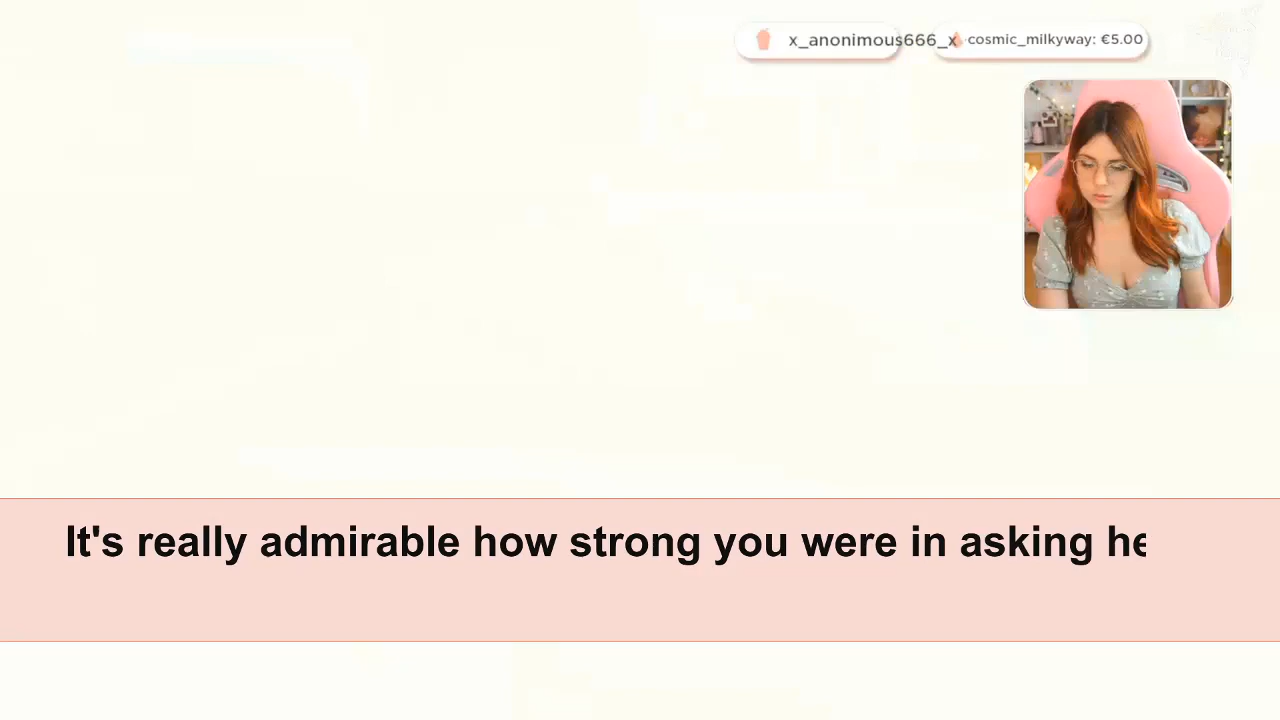 x_anonimous666_x
cosmic_milkyway: €5.00
It's really admirable how strong you were in asking he